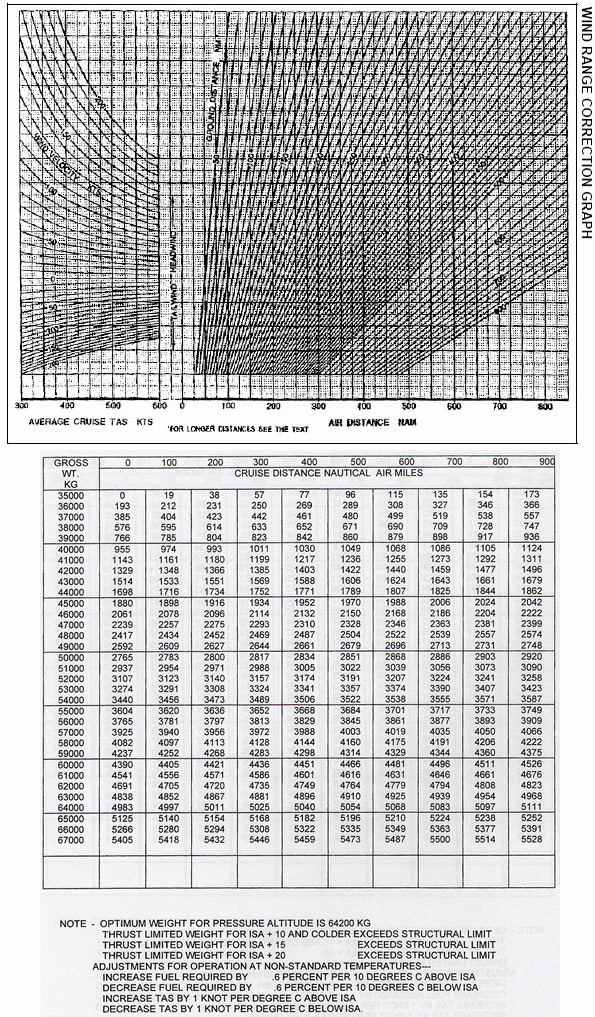 WIND RANGE CORRECTION GRAPH
GROUND DISTANCE NM
WIND VELOCITY KTS
TAILWIND HEADWIND
300 400 500 600 0 100 200 300 400 500 600 700 800
AVERAGE CRUISE TAS KTS
*FOR LONGER DISTANCES SEE THE TEXT
AIR DISTANCE NAM
GROSS WT. KG 0 100 200 300 400 500 600 700 800 900
CRUISE DISTANCE NAUTICAL AIR MILES
35000 0 19 38 57 77 96 115 135 154 173
36000 193 212 231 250 269 289 308 327 346 366
37000 385 404 423 442 461 480 499 519 538 557
38000 576 595 614 633 652 671 690 709 728 747
39000 766 785 804 823 842 860 879 898 917 936
40000 955 974 993 1011 1030 1049 1068 1086 1105 1124
41000 1143 1161 1180 1199 1217 1236 1255 1273 1292 1311
42000 1329 1348 1366 1385 1403 1422 1440 1459 1477 1496
43000 1514 1533 1551 1569 1588 1606 1624 1643 1661 1679
44000 1698 1716 1734 1752 1771 1789 1807 1825 1844 1862
45000 1880 1898 1916 1934 1952 1970 1988 2006 2024 2042
46000 2061 2078 2096 2114 2132 2150 2168 2186 2204 2222
47000 2239 2257 2275 2293 2310 2328 2346 2363 2381 2399
48000 2417 2434 2452 2469 2487 2504 2522 2539 2557 2574
49000 2592 2609 2627 2644 2661 2679 2696 2713 2731 2748
50000 2765 2783 2800 2817 2834 2851 2868 2886 2903 2920
51000 2937 2954 2971 2988 3005 3022 3039 3056 3073 3090
52000 3107 3123 3140 3157 3174 3191 3207 3224 3241 3258
53000 3274 3291 3308 3324 3341 3357 3374 3390 3407 3423
54000 3440 3456 3473 3489 3506 3522 3538 3555 3571 3587
55000 3604 3620 3636 3652 3668 3684 3701 3717 3733 3749
56000 3765 3781 3797 3813 3829 3845 3861 3877 3893 3909
57000 3925 3940 3956 3972 3988 4003 4019 4035 4050 4066
58000 4082 4097 4113 4128 4144 4160 4175 4191 4206 4222
59000 4237 4252 4268 4283 4298 4314 4329 4344 4360 4375
60000 4390 4405 4421 4436 4451 4466 4481 4496 4511 4526
61000 4541 4556 4571 4586 4601 4616 4631 4646 4661 4676
62000 4691 4705 4720 4735 4749 4764 4779 4794 4808 4823
63000 4838 4852 4867 4881 4896 4910 4925 4939 4954 4968
64000 4983 4997 5011 5025 5040 5054 5068 5083 5097 5111
65000 5125 5140 5154 5168 5182 5196 5210 5224 5238 5252
66000 5266 5280 5294 5308 5322 5335 5349 5363 5377 5391
67000 5405 5418 5432 5446 5459 5473 5487 5500 5514 5528
NOTE - OPTIMUM WEIGHT FOR PRESSURE ALTITUDE IS 64200 KG
THRUST LIMITED WEIGHT FOR ISA + 10 AND COLDER EXCEEDS STRUCTURAL LIMIT
THRUST LIMITED WEIGHT FOR ISA + 15 EXCEEDS STRUCTURAL LIMIT
THRUST LIMITED WEIGHT FOR ISA + 20 EXCEEDS STRUCTURAL LIMIT
ADJUSTMENTS FOR OPERATION AT NON-STANDARD TEMPERATURES---
INCREASE FUEL REQUIRED BY .6 PERCENT PER 10 DEGREES C ABOVE ISA
DECREASE FUEL REQUIRED BY .6 PERCENT PER 10 DEGREES C BELOW ISA
INCREASE TAS BY 1 KNOT PER DEGREE C ABOVE ISA
DECREASE TAS BY 1 KNOT PER DEGREE C BELOW ISA.